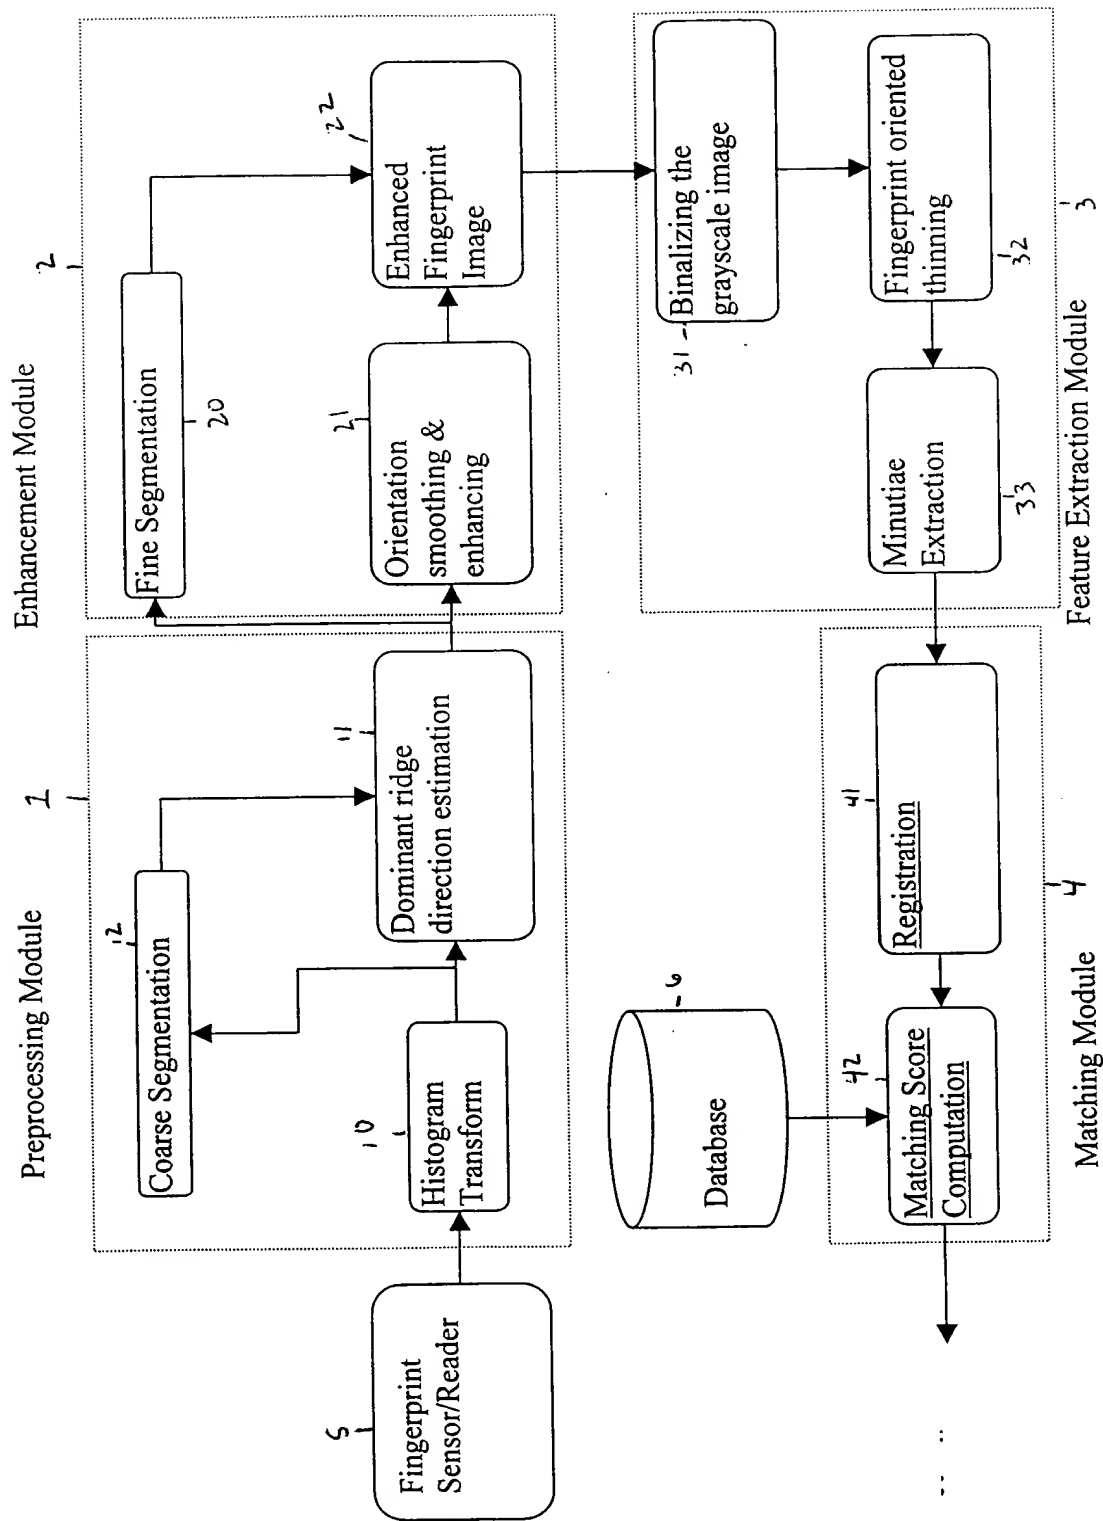 Preprocessing Module
Enhancement Module
1
2
12
Coarse Segmentation
Fine Segmentation
20
5
Fingerprint
Sensor/Reader
10
Histogram
Transform
11
Dominant ridge
direction estimation
21
Orientation
smoothing &
enhancing
22
Enhanced
Fingerprint
Image
6
Database
31
Binalizing the
grayscale image
42
Matching Score
Computation
41
Registration
Minutiae
Extraction
33
Fingerprint oriented
thinning
32
4
3
Matching Module
Feature Extraction Module